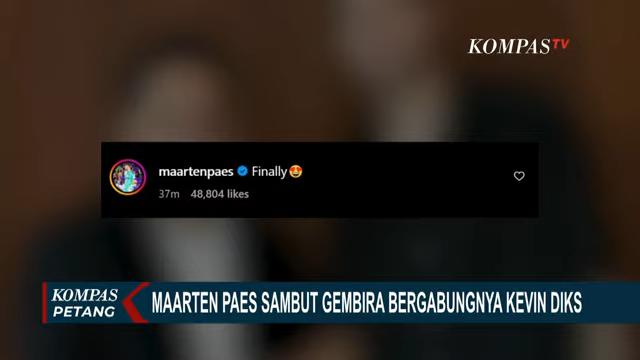 KOMPASTV
maartenpaes Finally😍
37m 48,804 likes
KOMPAS PETANG
MAARTEN PAES SAMBUT GEMBIRA BERGABUNGNYA KEVIN DIKS